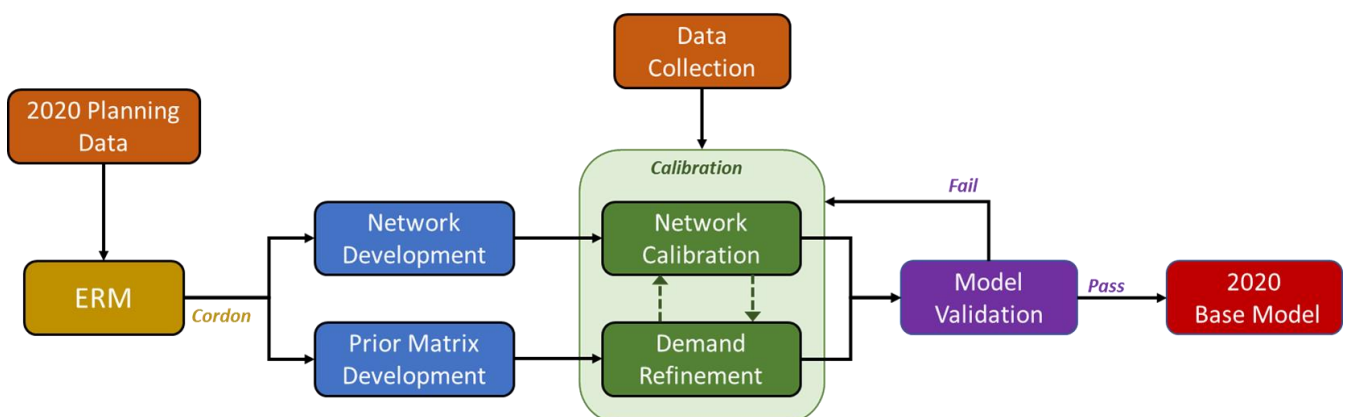 Data
Collection
2020 Planning
Data
Calibration
Fail
Network
Development
Network
Calibration
ERM
Cordon
Model
Validation
Pass
2020
Base Model
Prior Matrix
Development
Demand
Refinement